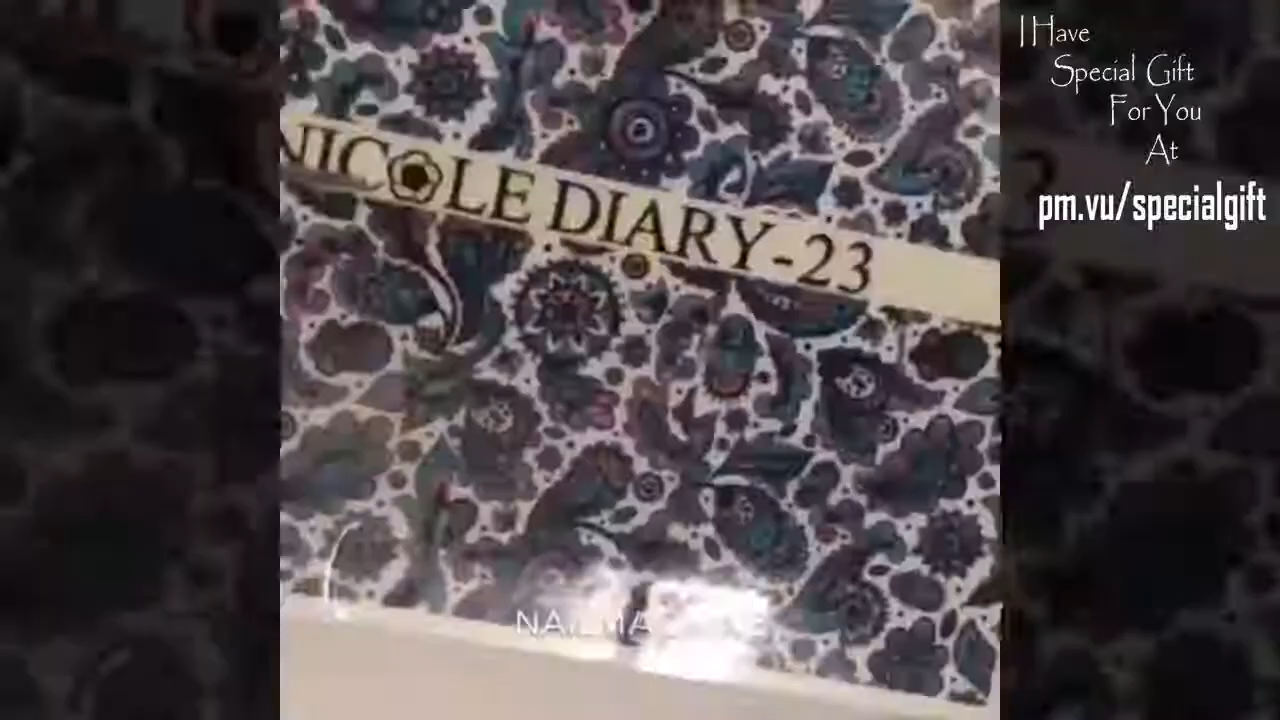 NICOLE DIARY-23
I Have
Special Gift
For You
At
pm.vu/specialgift